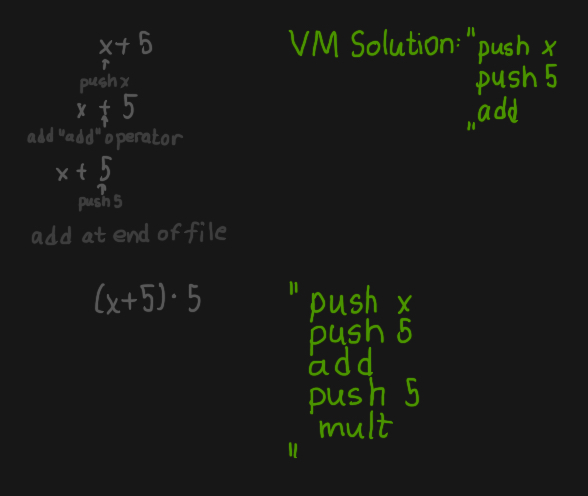 x + 5
push x
x + 5
add "add" operator
x + 5
push 5
add at end of file
VM Solution: "push x
push 5
add
"
(x+5) · 5
" push x
push 5
add
push 5
mult
"